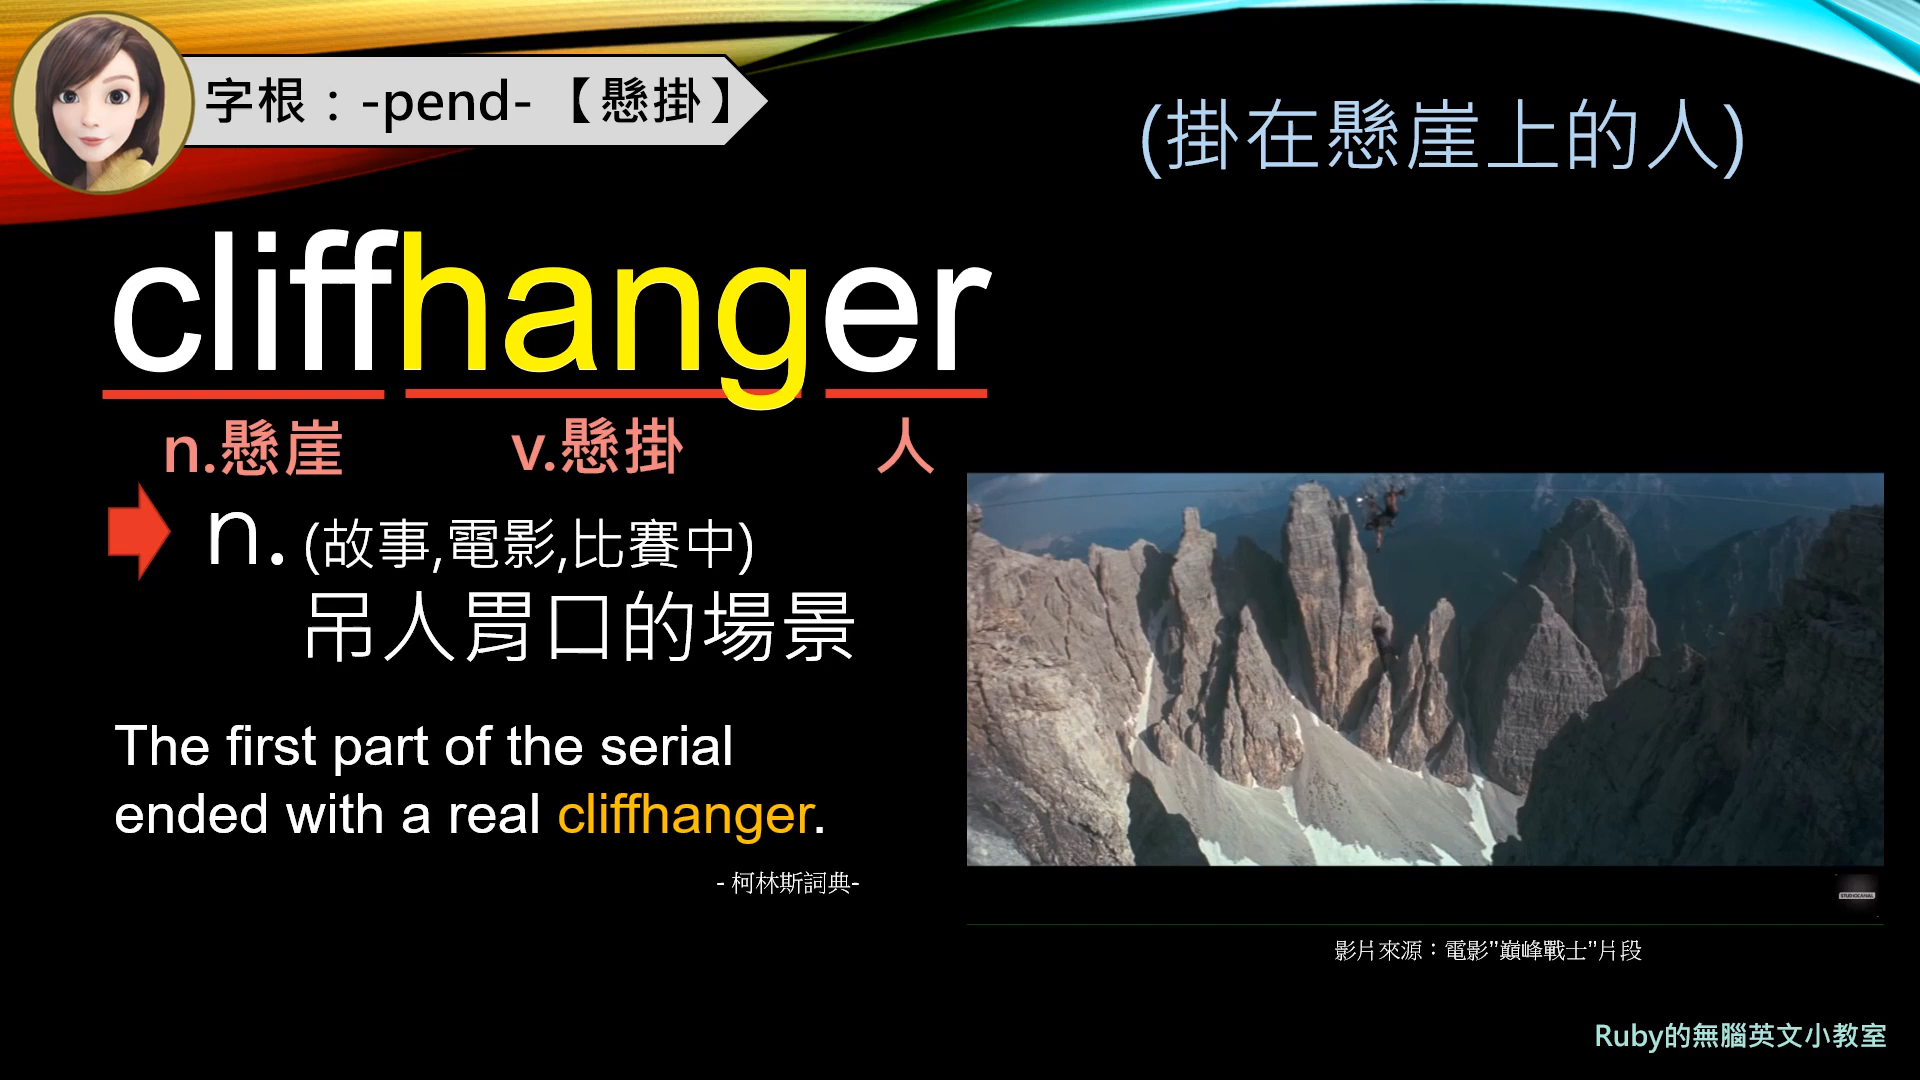 字根：-pend-【懸掛】
(掛在懸崖上的人)
cliffhanger
n.懸崖 v.懸掛 人
n. (故事,電影,比賽中)
吊人胃口的場景
The first part of the serial
ended with a real cliffhanger.
- 柯林斯詞典-
STUDIOCANAL
影片來源：電影"巔峰戰士"片段
Ruby的無腦英文小教室